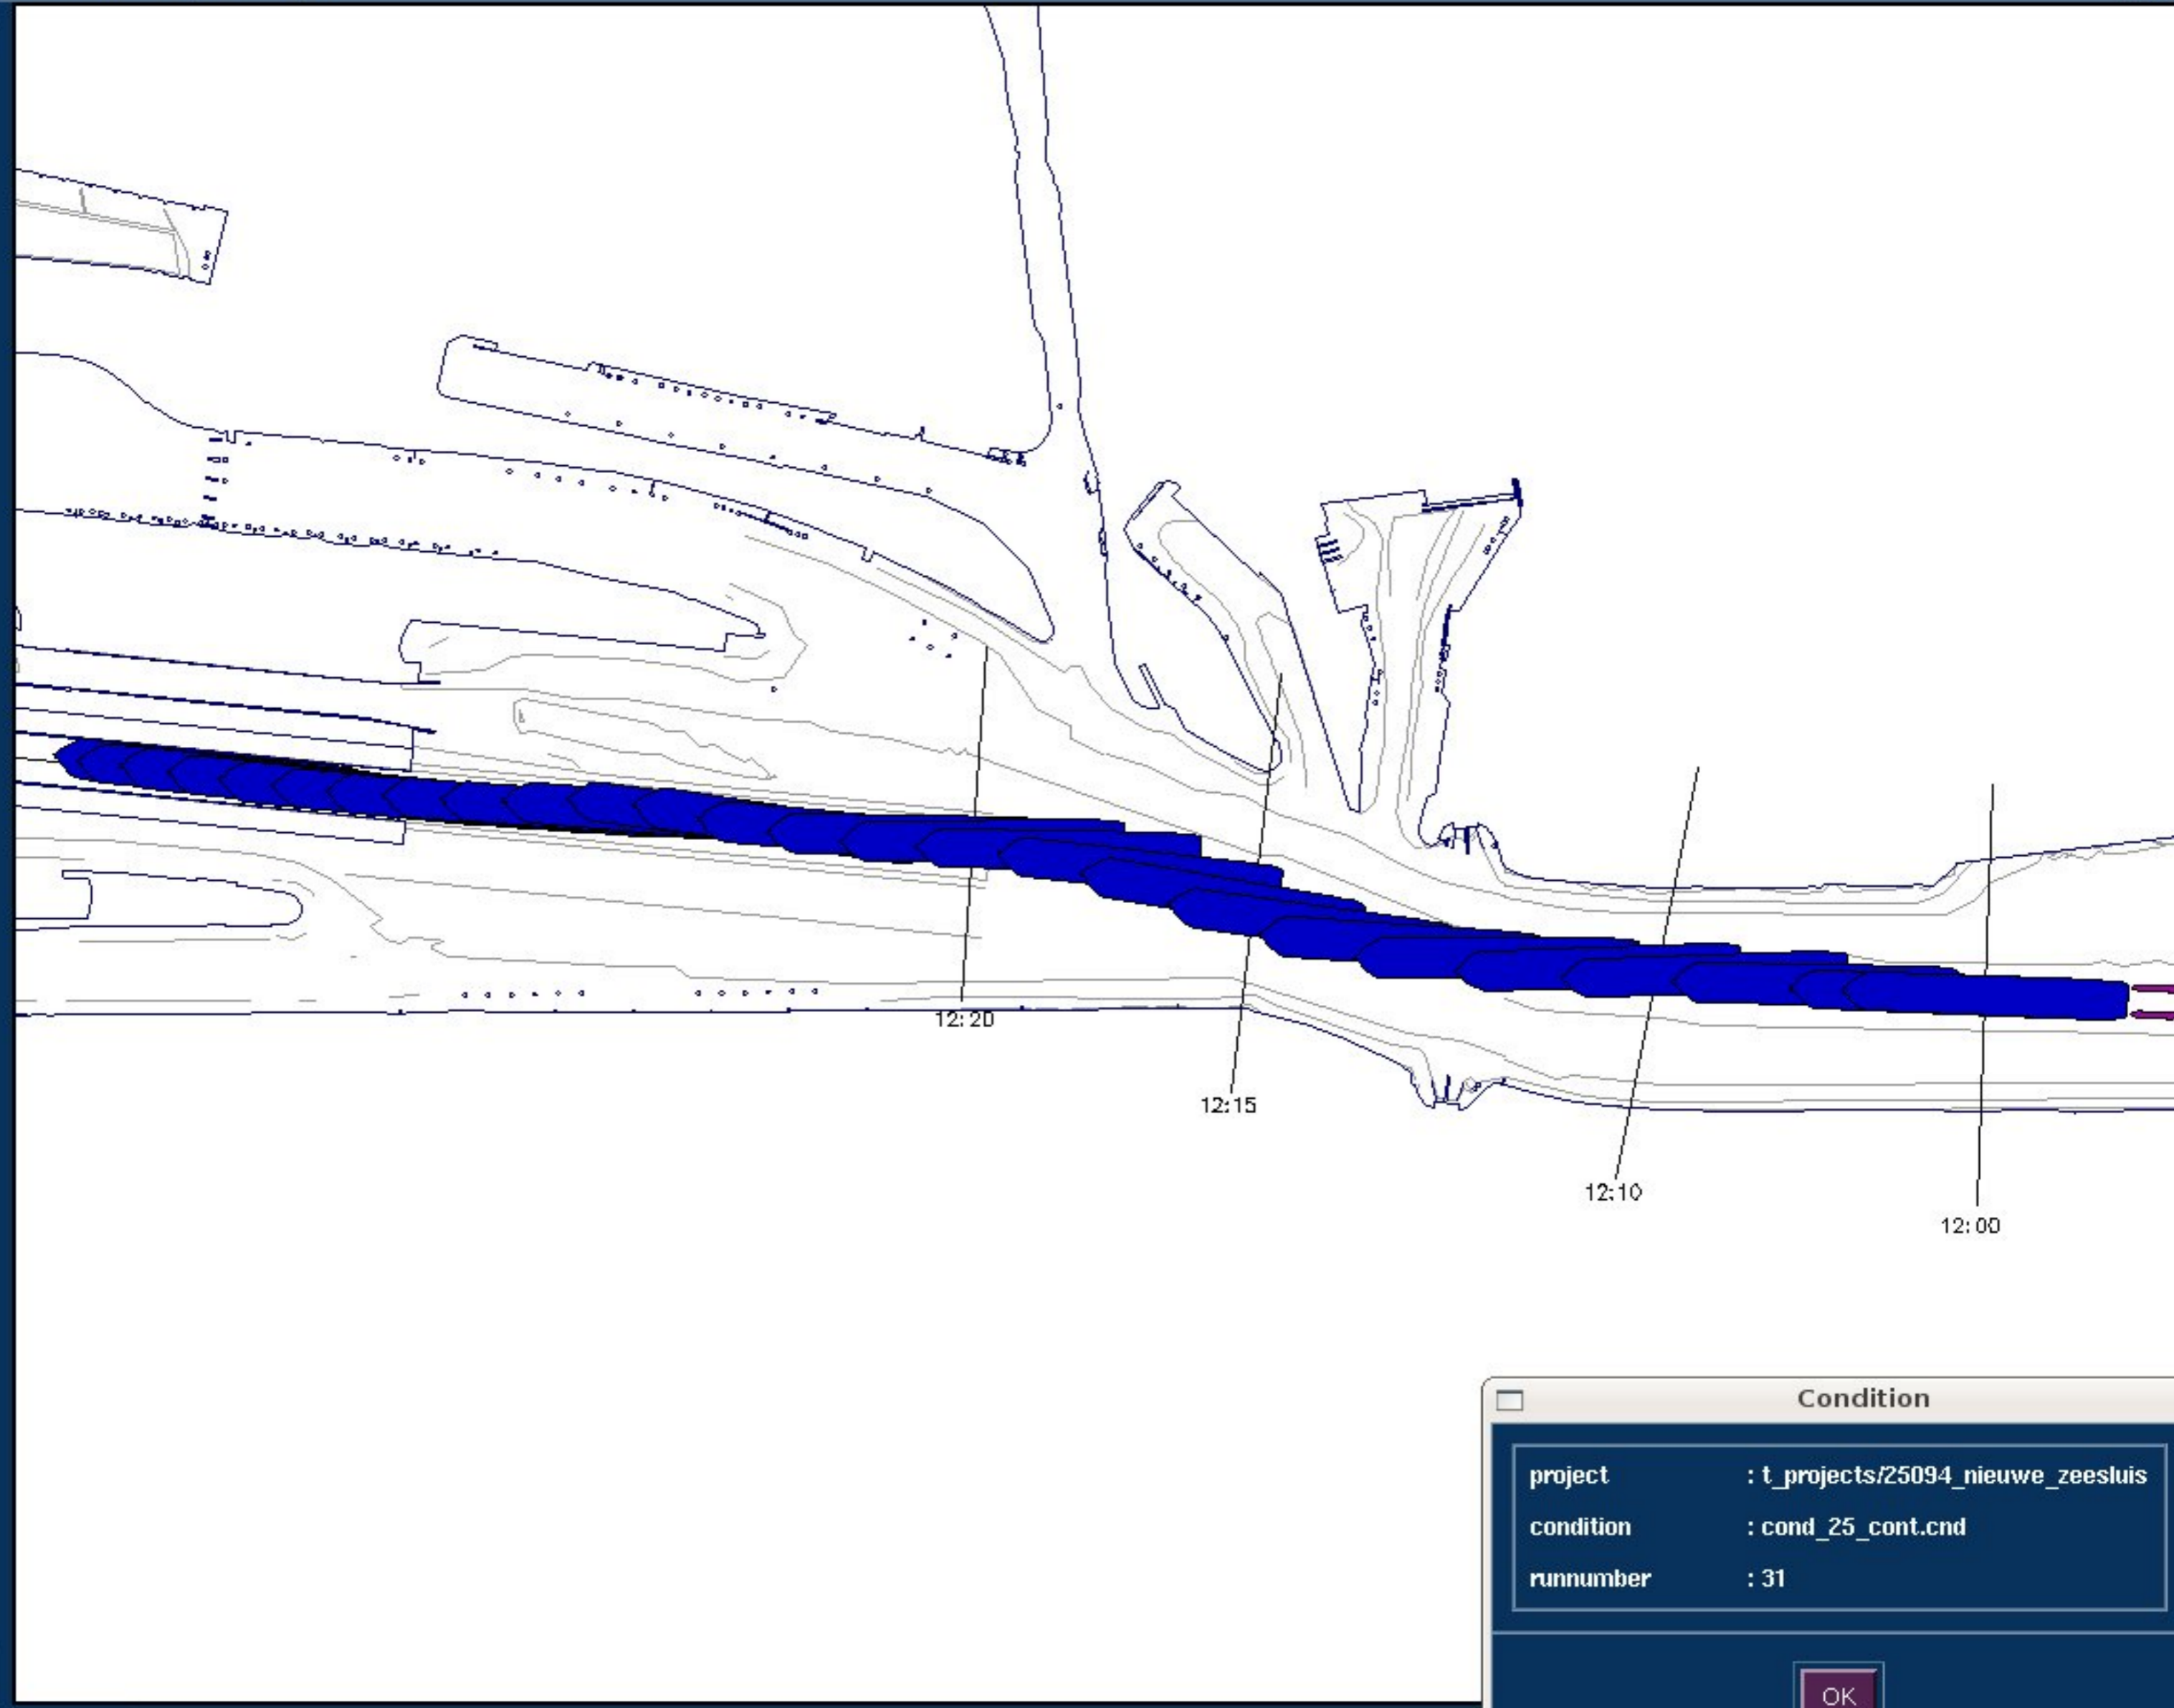 12:20
12:15
12:10
12:00
Condition
project : t_projects/25094_nieuwe_zeesluis
condition : cond_25_cont.cnd
runnumber : 31
OK